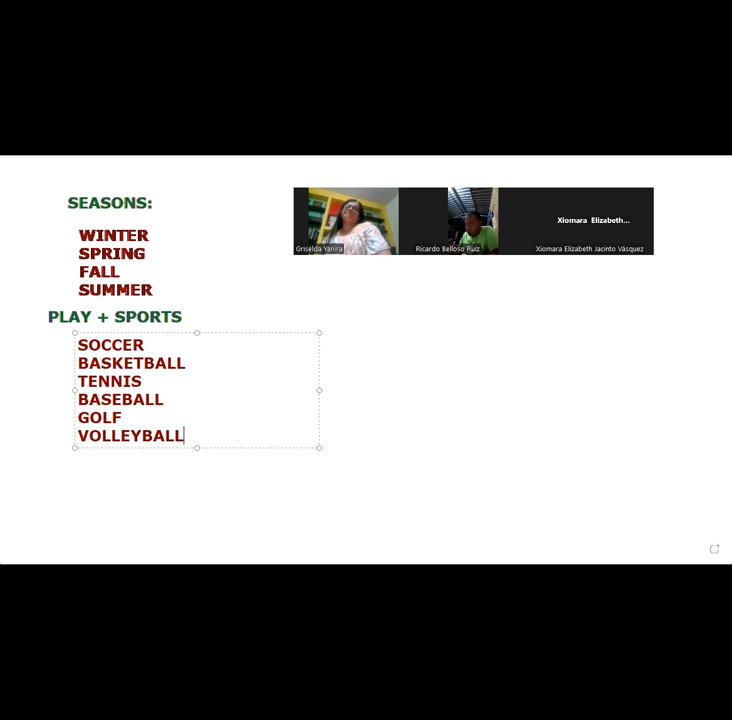 SEASONS:
WINTER
SPRING
FALL
SUMMER
PLAY + SPORTS
SOCCER
BASKETBALL
TENNIS
BASEBALL
GOLF
VOLLEYBALL
Xiomara Elizabeth...
Griselda Yanira
Ricardo Belloso Ruiz
Xiomara Elizabeth Jacinto Vásquez